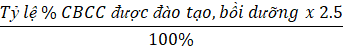 Tỷ lệ % CBCC được đào tạo, bồi dưỡng x 2.5
100%